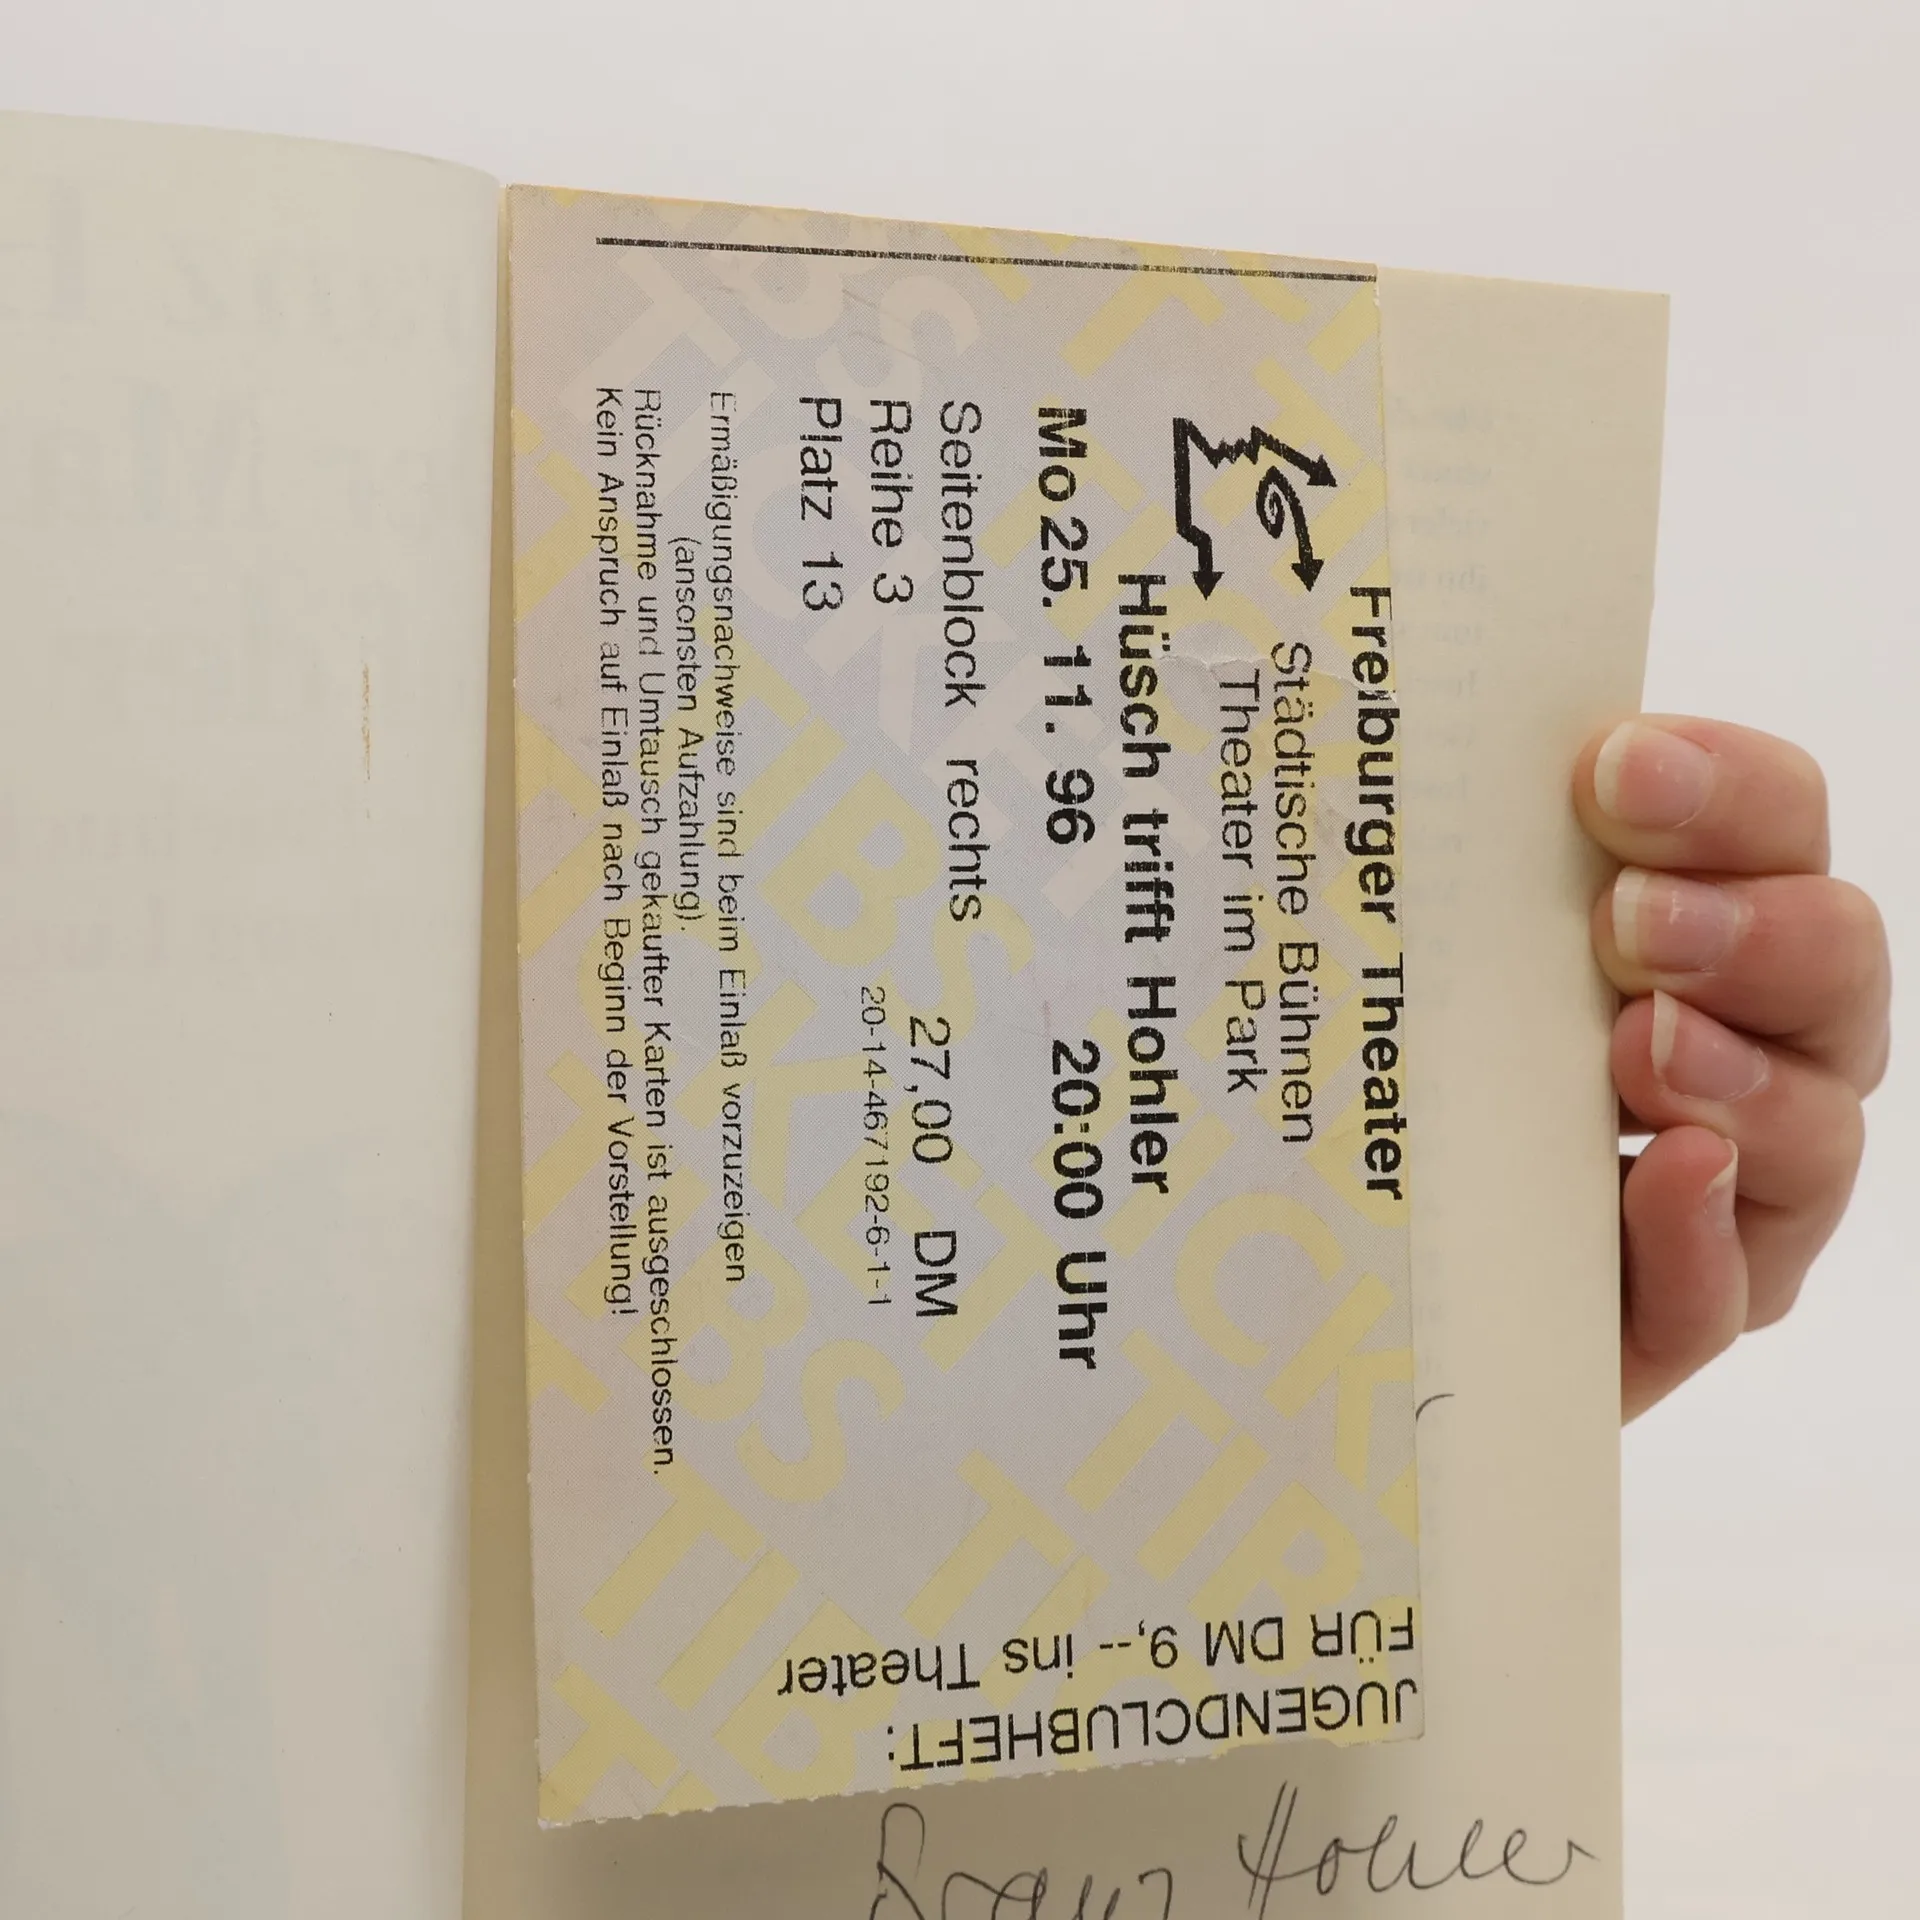 Freiburger Theater
Städtische Bühnen
Theater im Park
Hüsch trifft Hohler
Mo 25. 11. 96 20:00 Uhr
Seitenblock rechts
27,00 DM
Reihe 3
20-14-467192-6-1-1
Platz 13
Ermäßigungsnachweise sind beim Einlaß vorzuzeigen
(ansonsten Aufzahlung).
Rücknahme und Umtausch gekaufter Karten ist ausgeschlossen.
Kein Anspruch auf Einlaß nach Beginn der Vorstellung!
JUGENDCLUBHEFT:
FÜR DM 9,-- ins Theater
Franz Hohler